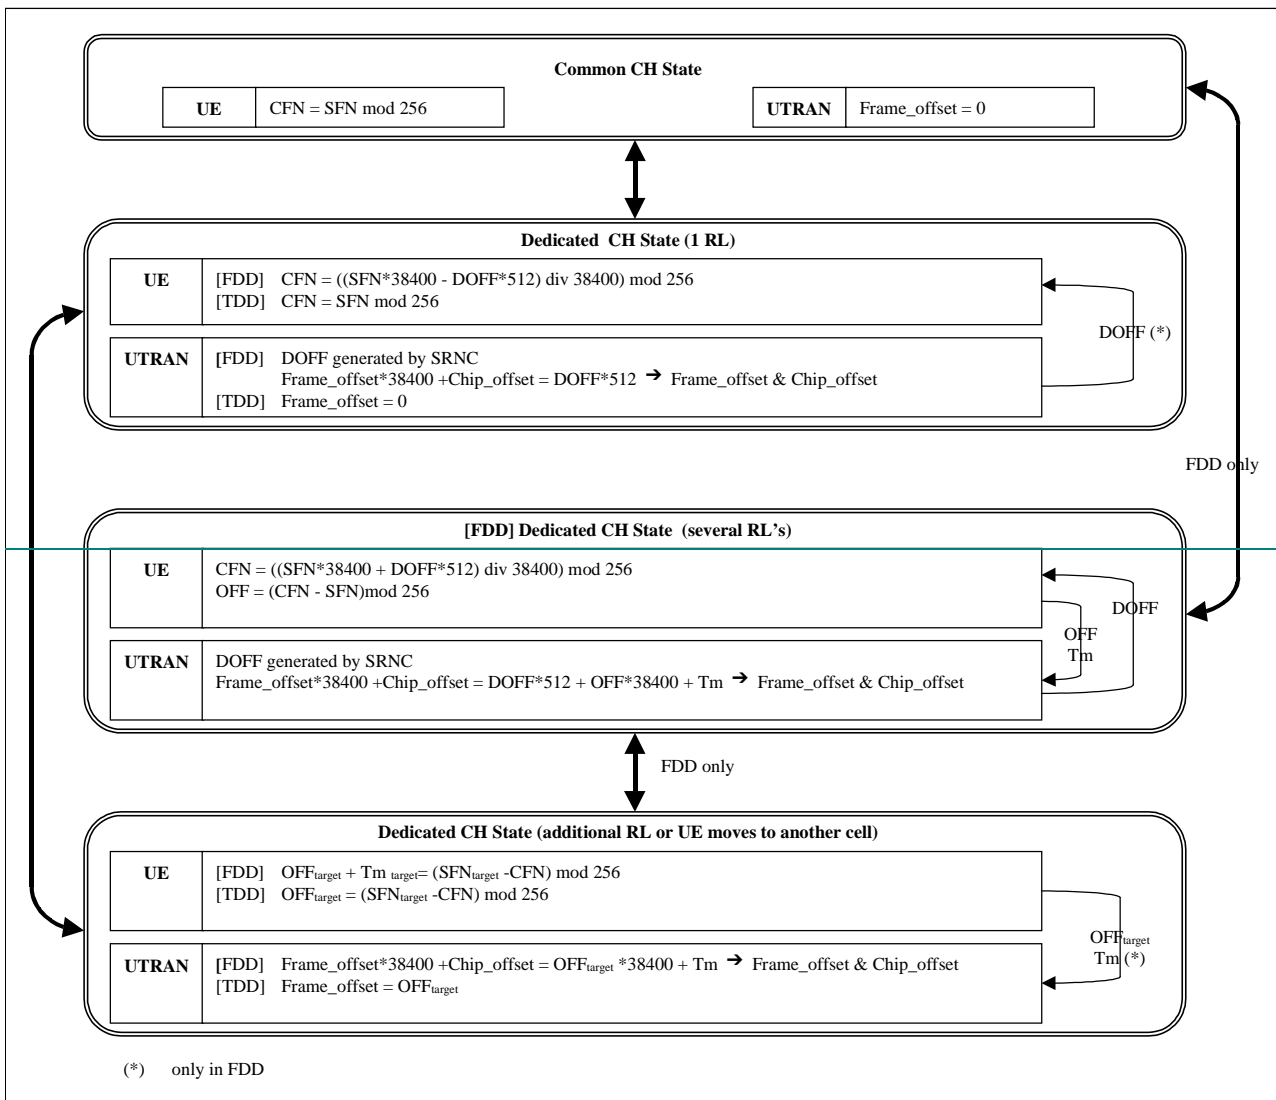 Common CH State
UE CFN = SFN mod 256
UTRAN Frame_offset = 0
Dedicated CH State (1 RL)
UE [FDD] CFN = ((SFN*38400 - DOFF*512) div 38400) mod 256
[TDD] CFN = SFN mod 256
DOFF (*)
UTRAN [FDD] DOFF generated by SRNC
Frame_offset*38400 +Chip_offset = DOFF*512 ➔ Frame_offset & Chip_offset
[TDD] Frame_offset = 0
FDD only
[FDD] Dedicated CH State (several RL's)
UE CFN = ((SFN*38400 + DOFF*512) div 38400) mod 256
OFF = (CFN - SFN)mod 256
DOFF
OFF
Tm
UTRAN DOFF generated by SRNC
Frame_offset*38400 +Chip_offset = DOFF*512 + OFF*38400 + Tm ➔ Frame_offset & Chip_offset
FDD only
Dedicated CH State (additional RL or UE moves to another cell)
UE [FDD] OFFtarget + Tm target= (SFNtarget -CFN) mod 256
[TDD] OFFtarget = (SFNtarget -CFN) mod 256
OFFtarget
Tm (*)
UTRAN [FDD] Frame_offset*38400 +Chip_offset = OFFtarget *38400 + Tm ➔ Frame_offset & Chip_offset
[TDD] Frame_offset = OFFtarget
(*) only in FDD